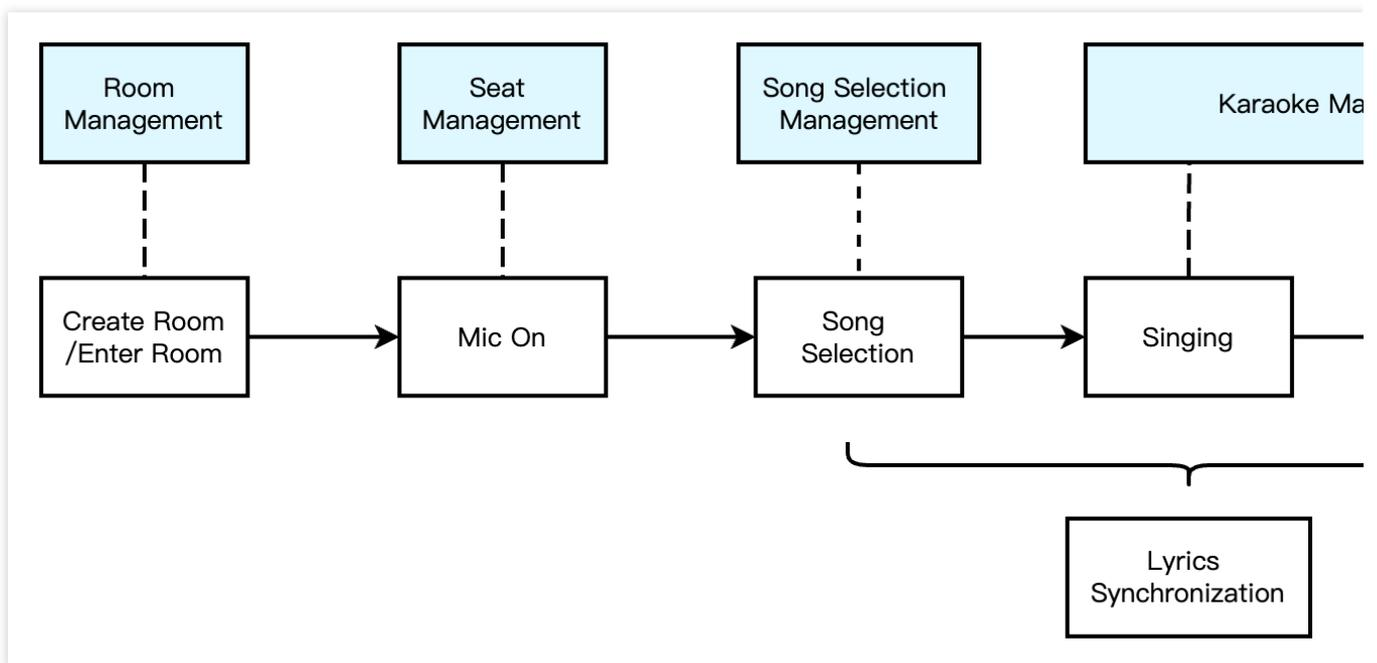 Room
Management
Seat
Management
Song Selection
Management
Karaoke Ma
Create Room
/Enter Room
Mic On
Song
Selection
Singing
Lyrics
Synchronization